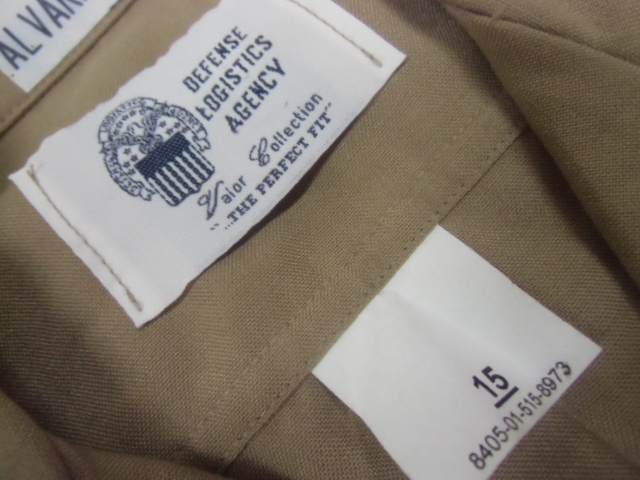 AL VAR
DEFENSE
LOGISTICS
AGENCY
Valor Collection
"...THE PERFECT FIT"
15
8405-01-515-8973